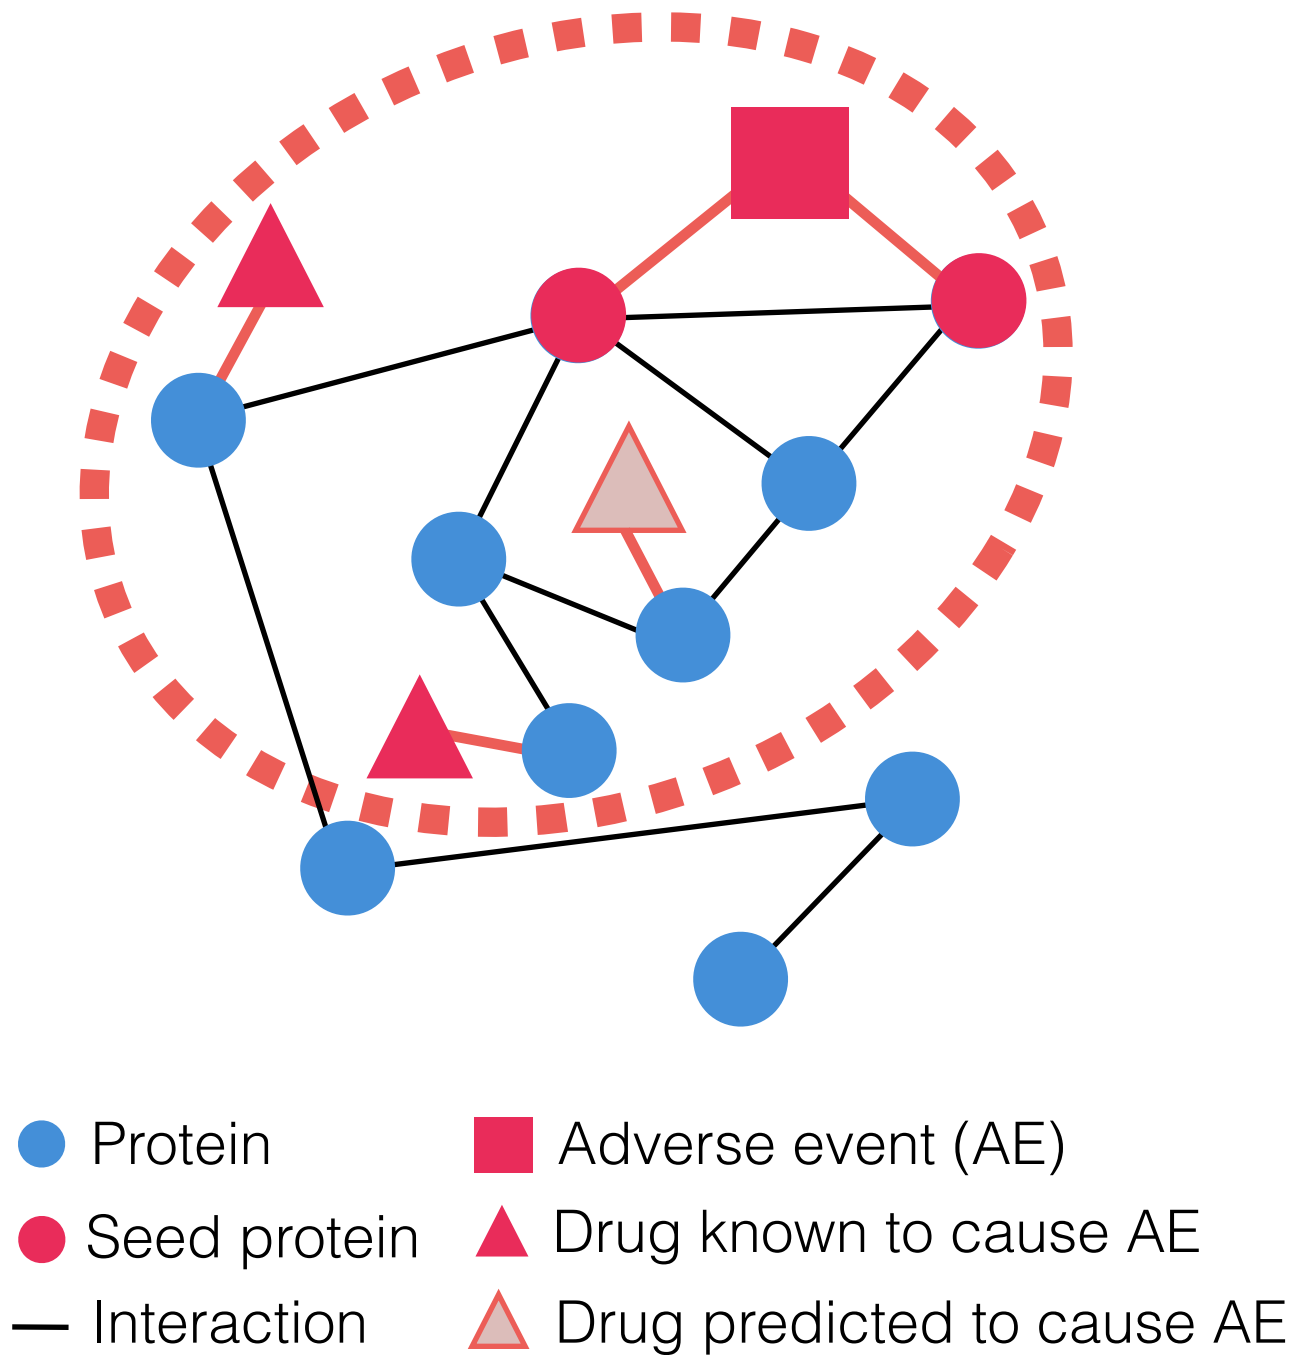 Protein
Adverse event (AE)
Seed protein
Drug known to cause AE
Interaction
Drug predicted to cause AE